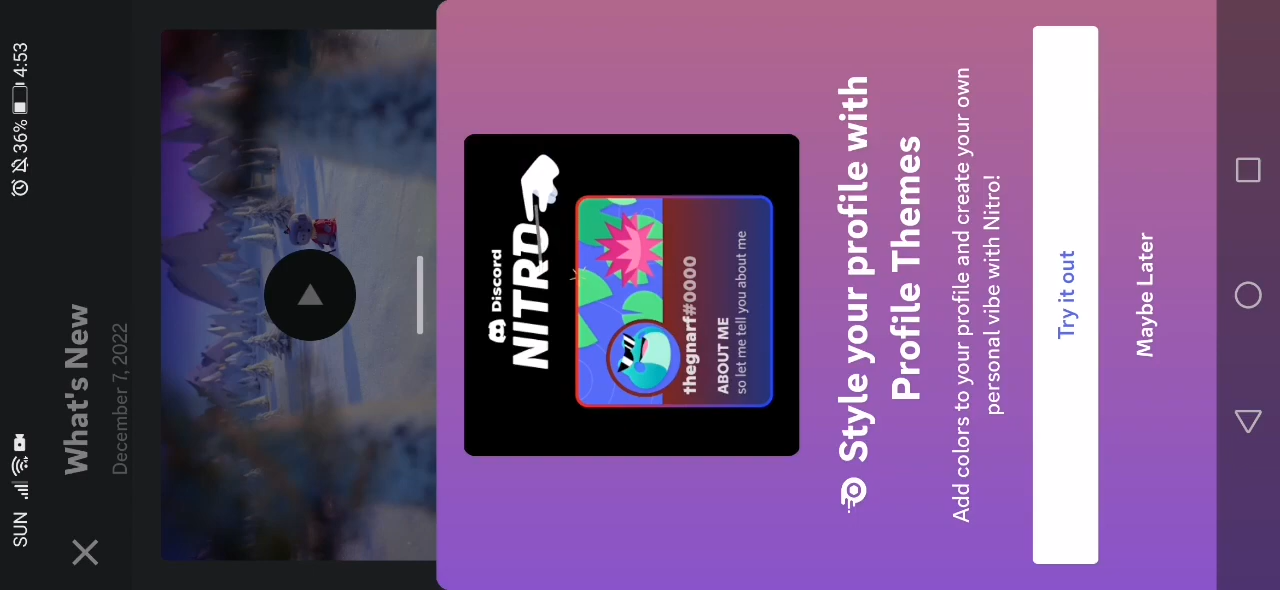 SUN 36% 4:53
What's New
December 7, 2022
Discord
NITRO
thegnarf#0000
ABOUT ME
so let me tell you about me
Style your profile with
Profile Themes
Add colors to your profile and create your own
personal vibe with Nitro!
Try it out
Maybe Later